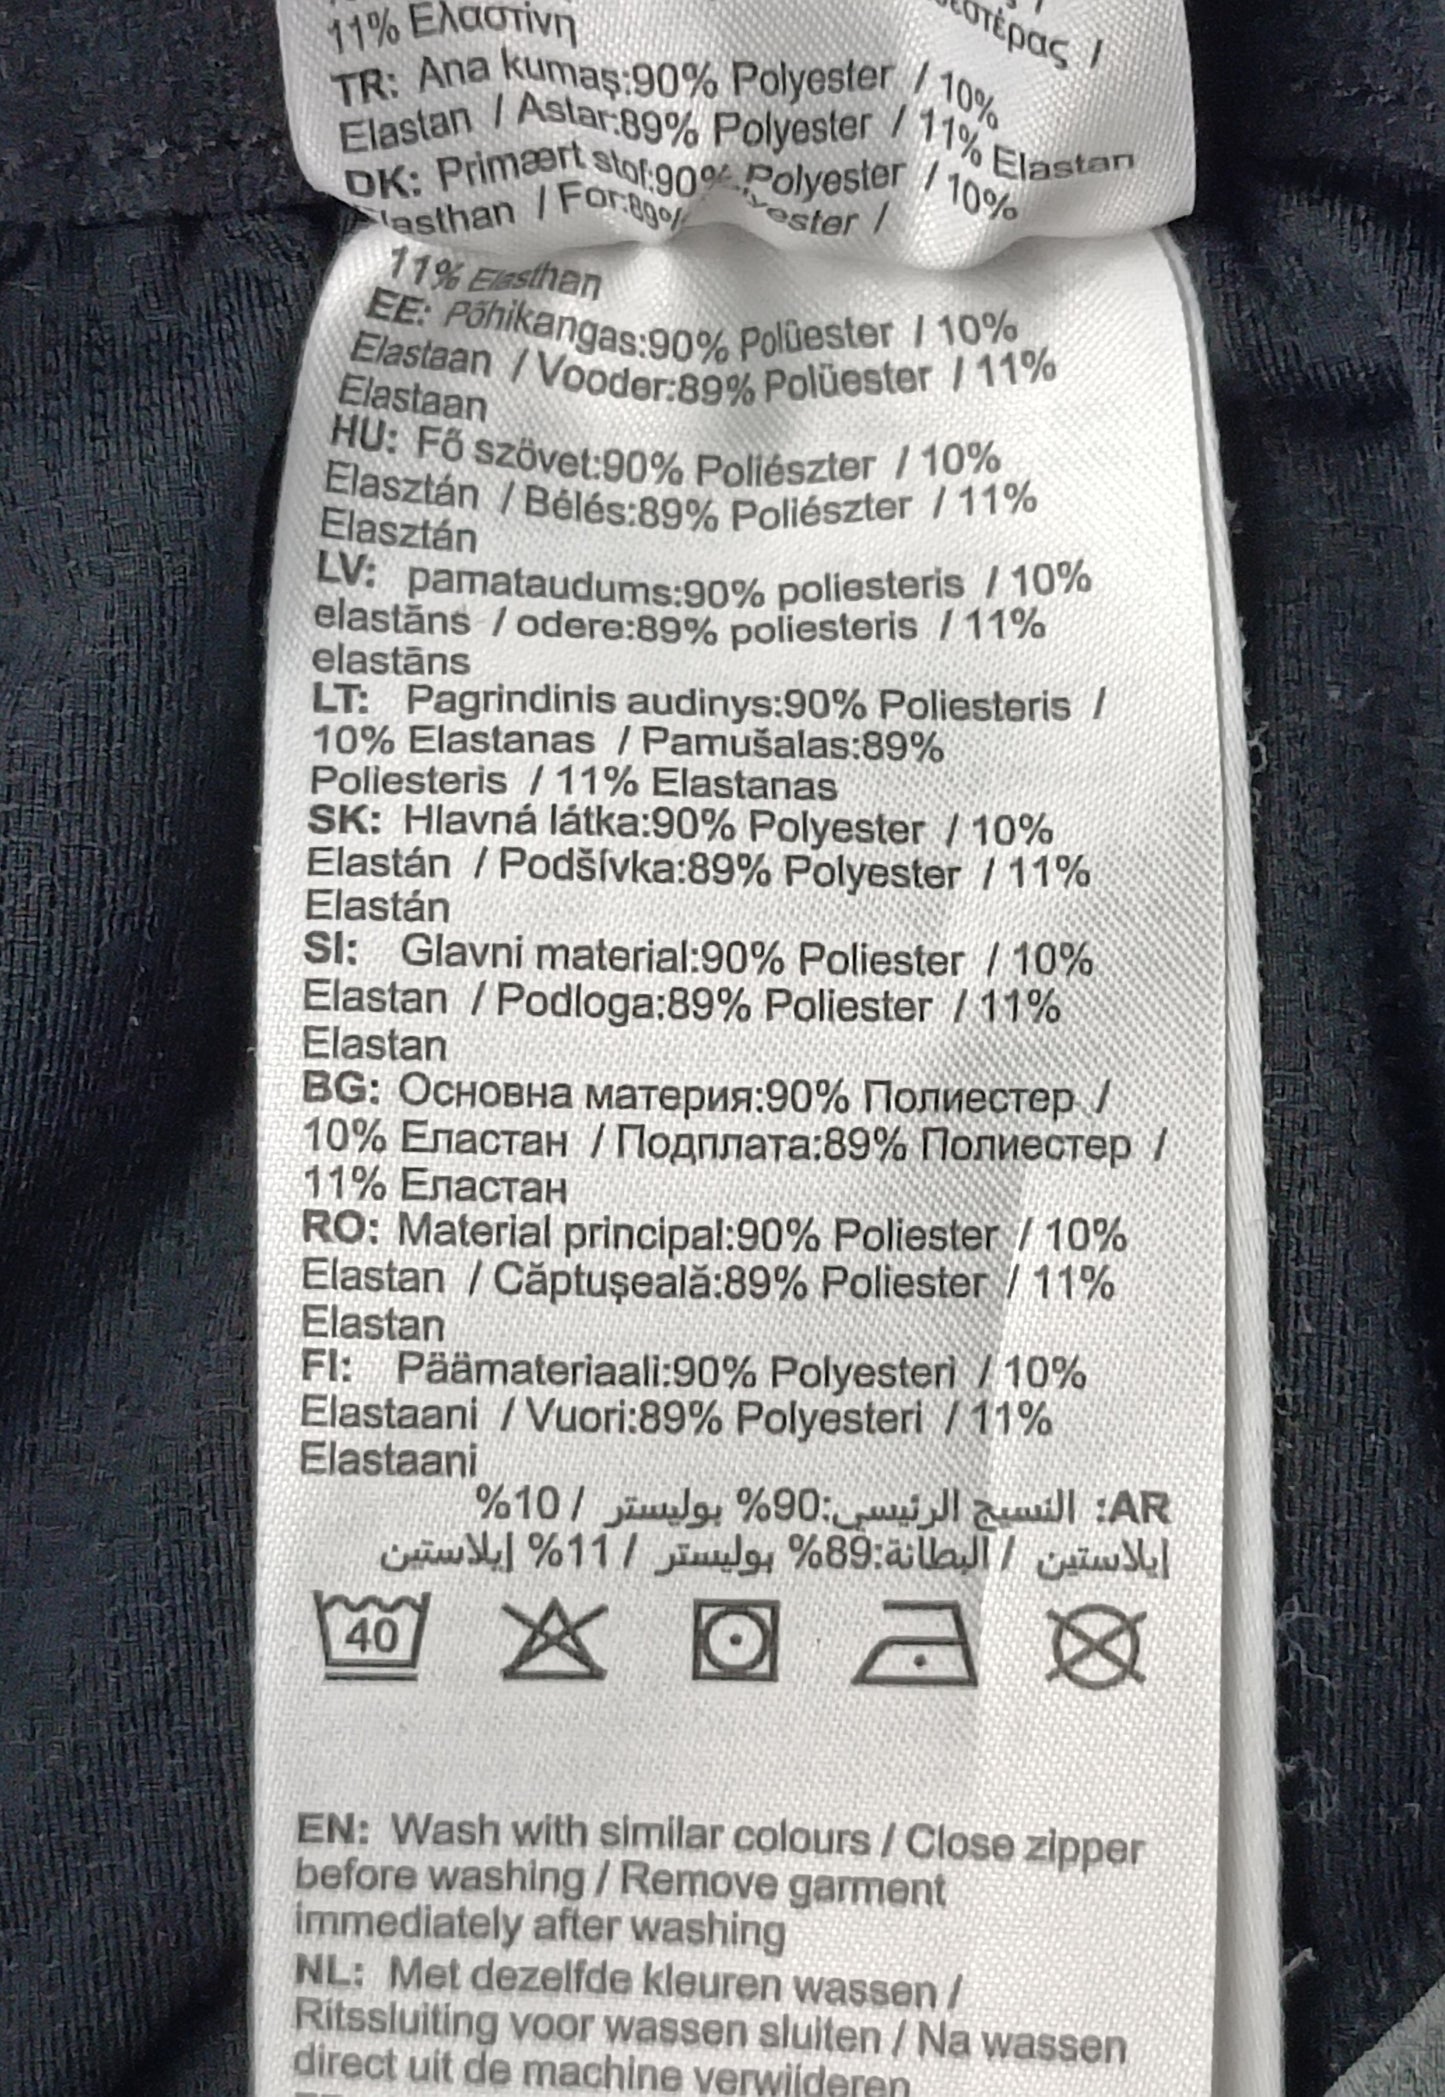 11% Ελαστίνη
TR: Ana kumaş:90% Polyester / 10%
Elastan / Astar:89% Polyester / 11% Elastan
DK: Primært stof:90% Polyester / 10%
Elasthan / For:89% Polyester /
11% Elasthan
EE: Põhikangas:90% Polüester / 10%
Elastaan / Vooder:89% Polüester / 11%
Elastaan
HU: Fő szövet:90% Poliészter / 10%
Elasztán / Bélés:89% Poliészter / 11%
Elasztán
LV: pamataudums:90% poliesteris / 10%
elastāns / odere:89% poliesteris / 11%
elastāns
LT: Pagrindinis audinys:90% Poliesteris /
10% Elastanas / Pamušalas:89%
Poliesteris / 11% Elastanas
SK: Hlavná látka:90% Polyester / 10%
Elastán / Podšívka:89% Polyester / 11%
Elastán
SI: Glavni material:90% Poliester / 10%
Elastan / Podloga:89% Poliester / 11%
Elastan
BG: Основна материя:90% Полиестер /
10% Еластан / Подплата:89% Полиестер /
11% Еластан
RO: Material principal:90% Poliester / 10%
Elastan / Căptuşeală:89% Poliester / 11%
Elastan
FI: Päämateriaali:90% Polyesteri / 10%
Elastaani / Vuori:89% Polyesteri / 11%
Elastaani
AR: النسيج الرئيسي:90% بوليستر / 10%
إيلاستين / البطانة:89% بوليستر / 11% إيلاستين
40
EN: Wash with similar colours / Close zipper
before washing / Remove garment
immediately after washing
NL: Met dezelfde kleuren wassen /
Ritssluiting voor wassen sluiten / Na wassen
direct uit de machine verwijderen